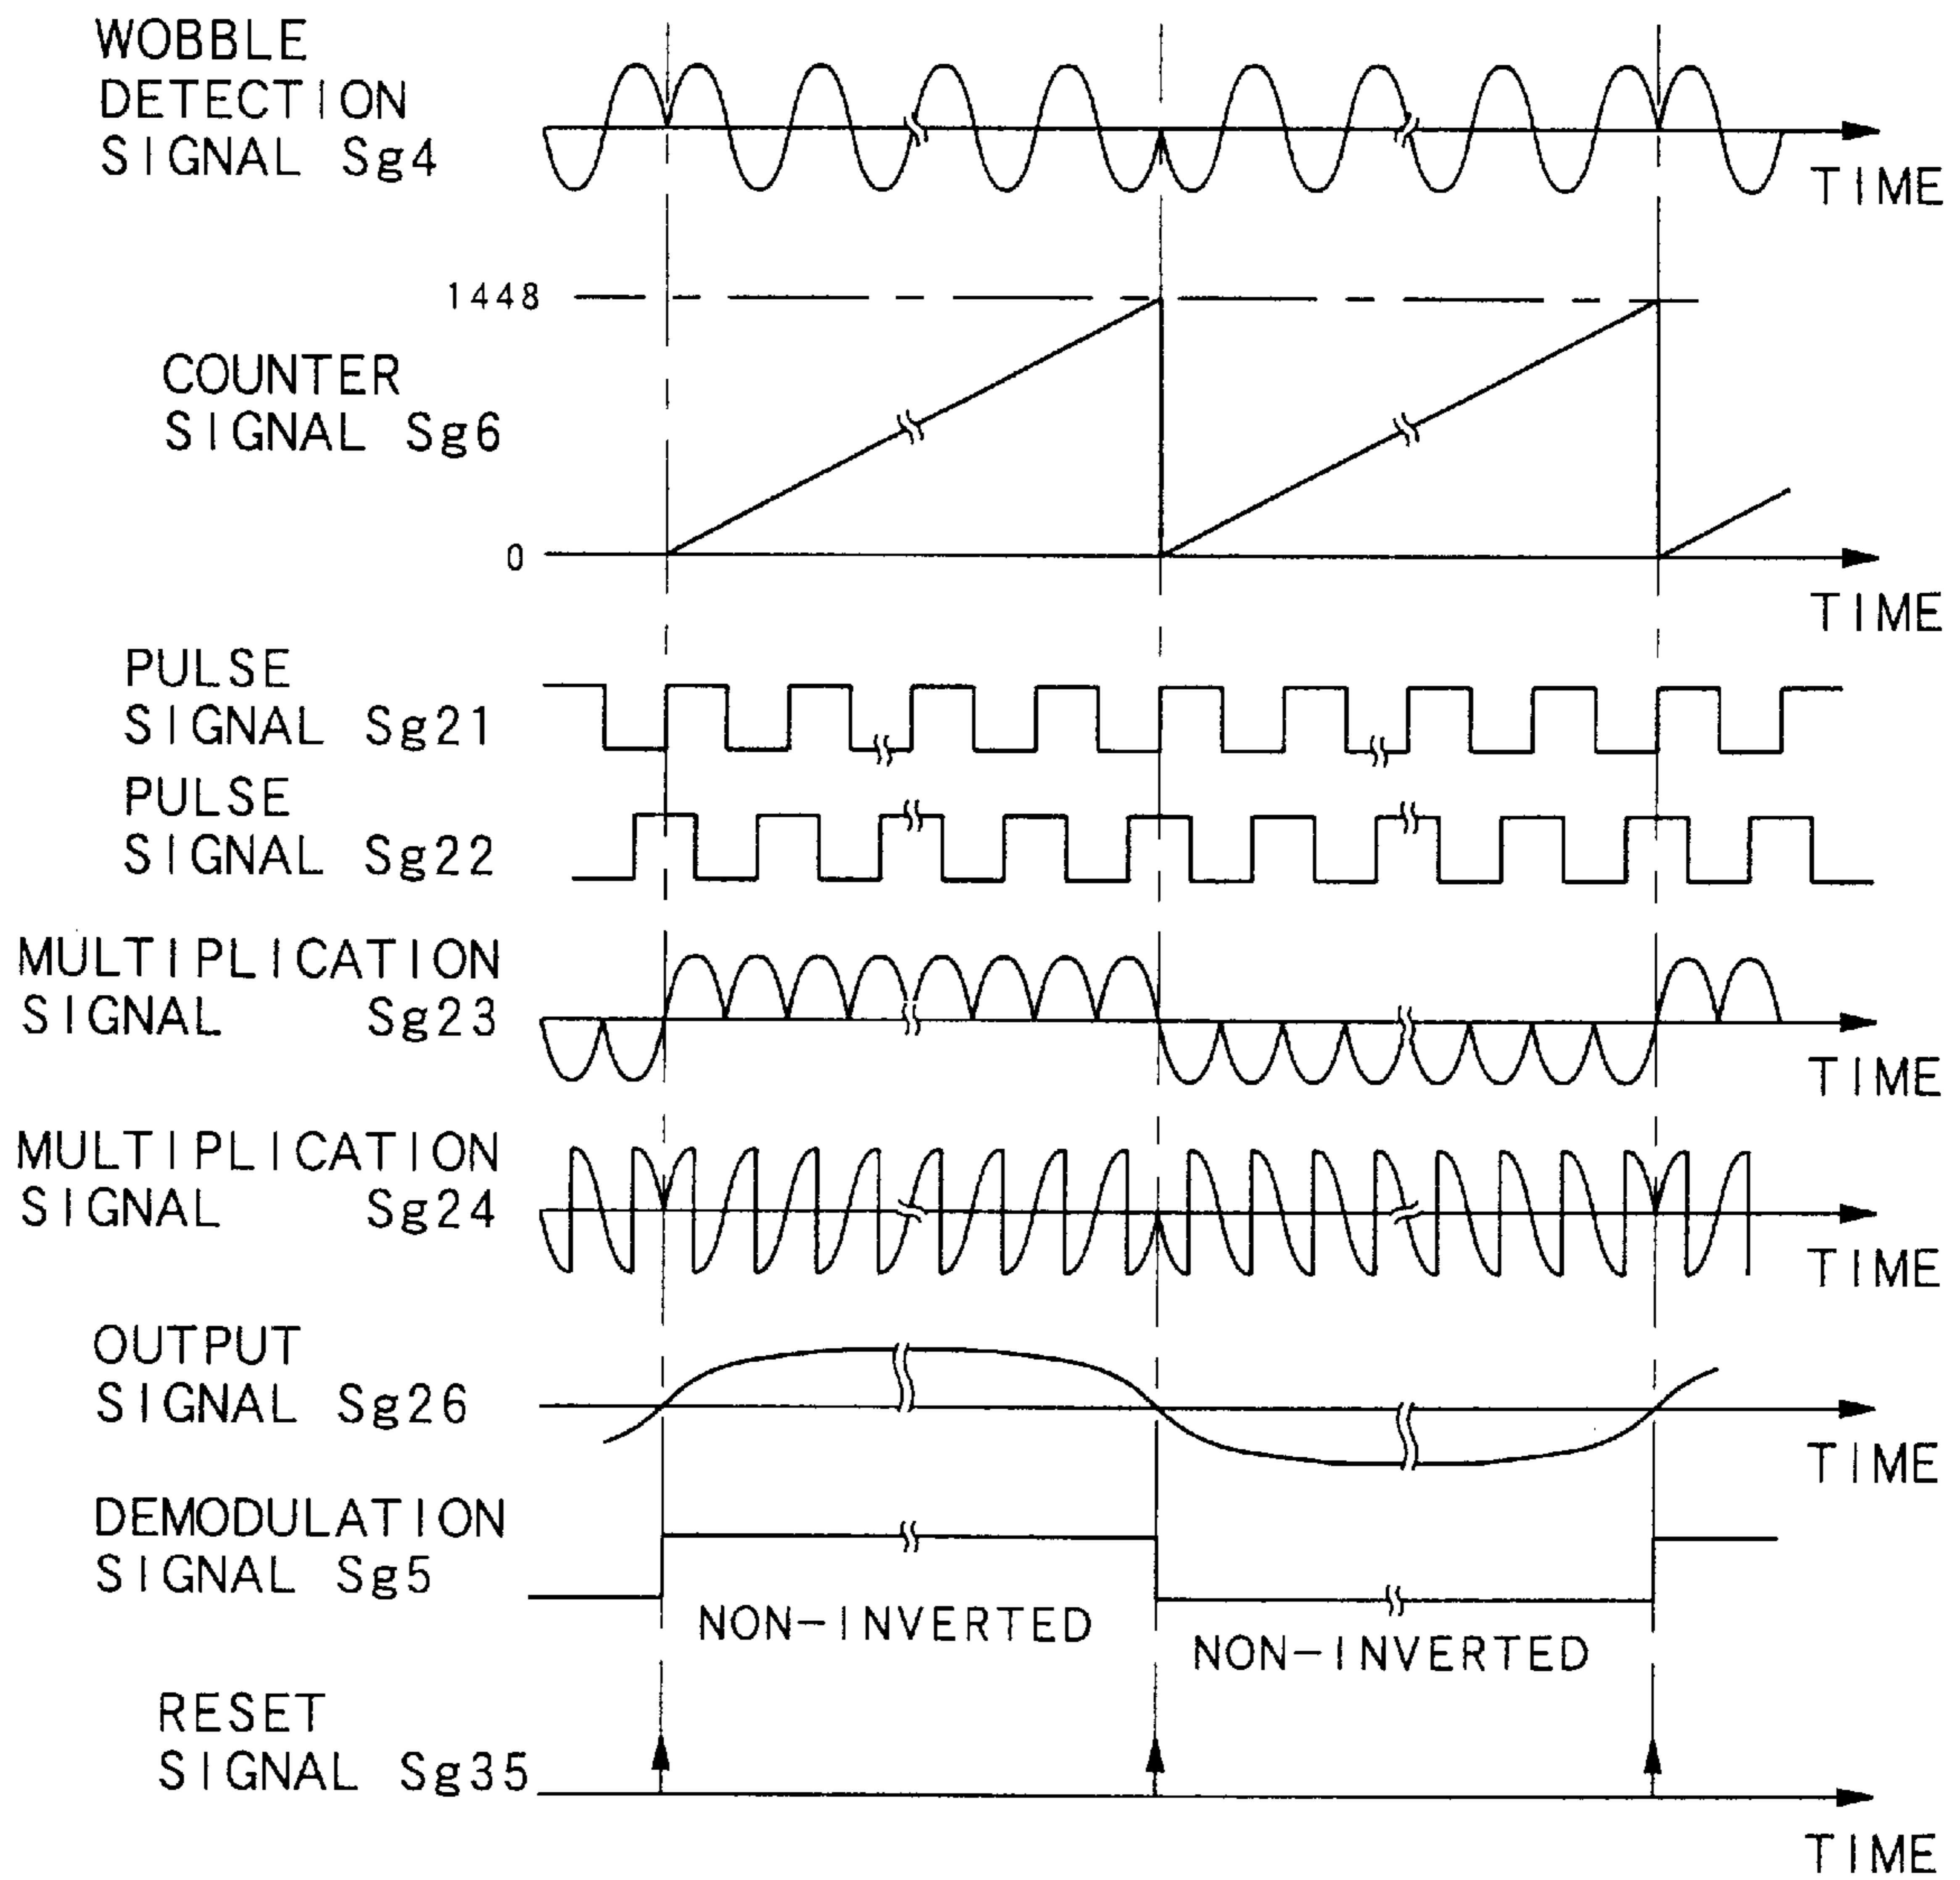 WOBBLE
DETECTION
SIGNAL Sg4
TIME
1448
COUNTER
SIGNAL Sg6
0
TIME
PULSE
SIGNAL Sg21
PULSE
SIGNAL Sg22
MULTIPLICATION
SIGNAL Sg23
TIME
MULTIPLICATION
SIGNAL Sg24
TIME
OUTPUT
SIGNAL Sg26
TIME
DEMODULATION
SIGNAL Sg5
NON-INVERTED
NON-INVERTED
RESET
SIGNAL Sg35
TIME